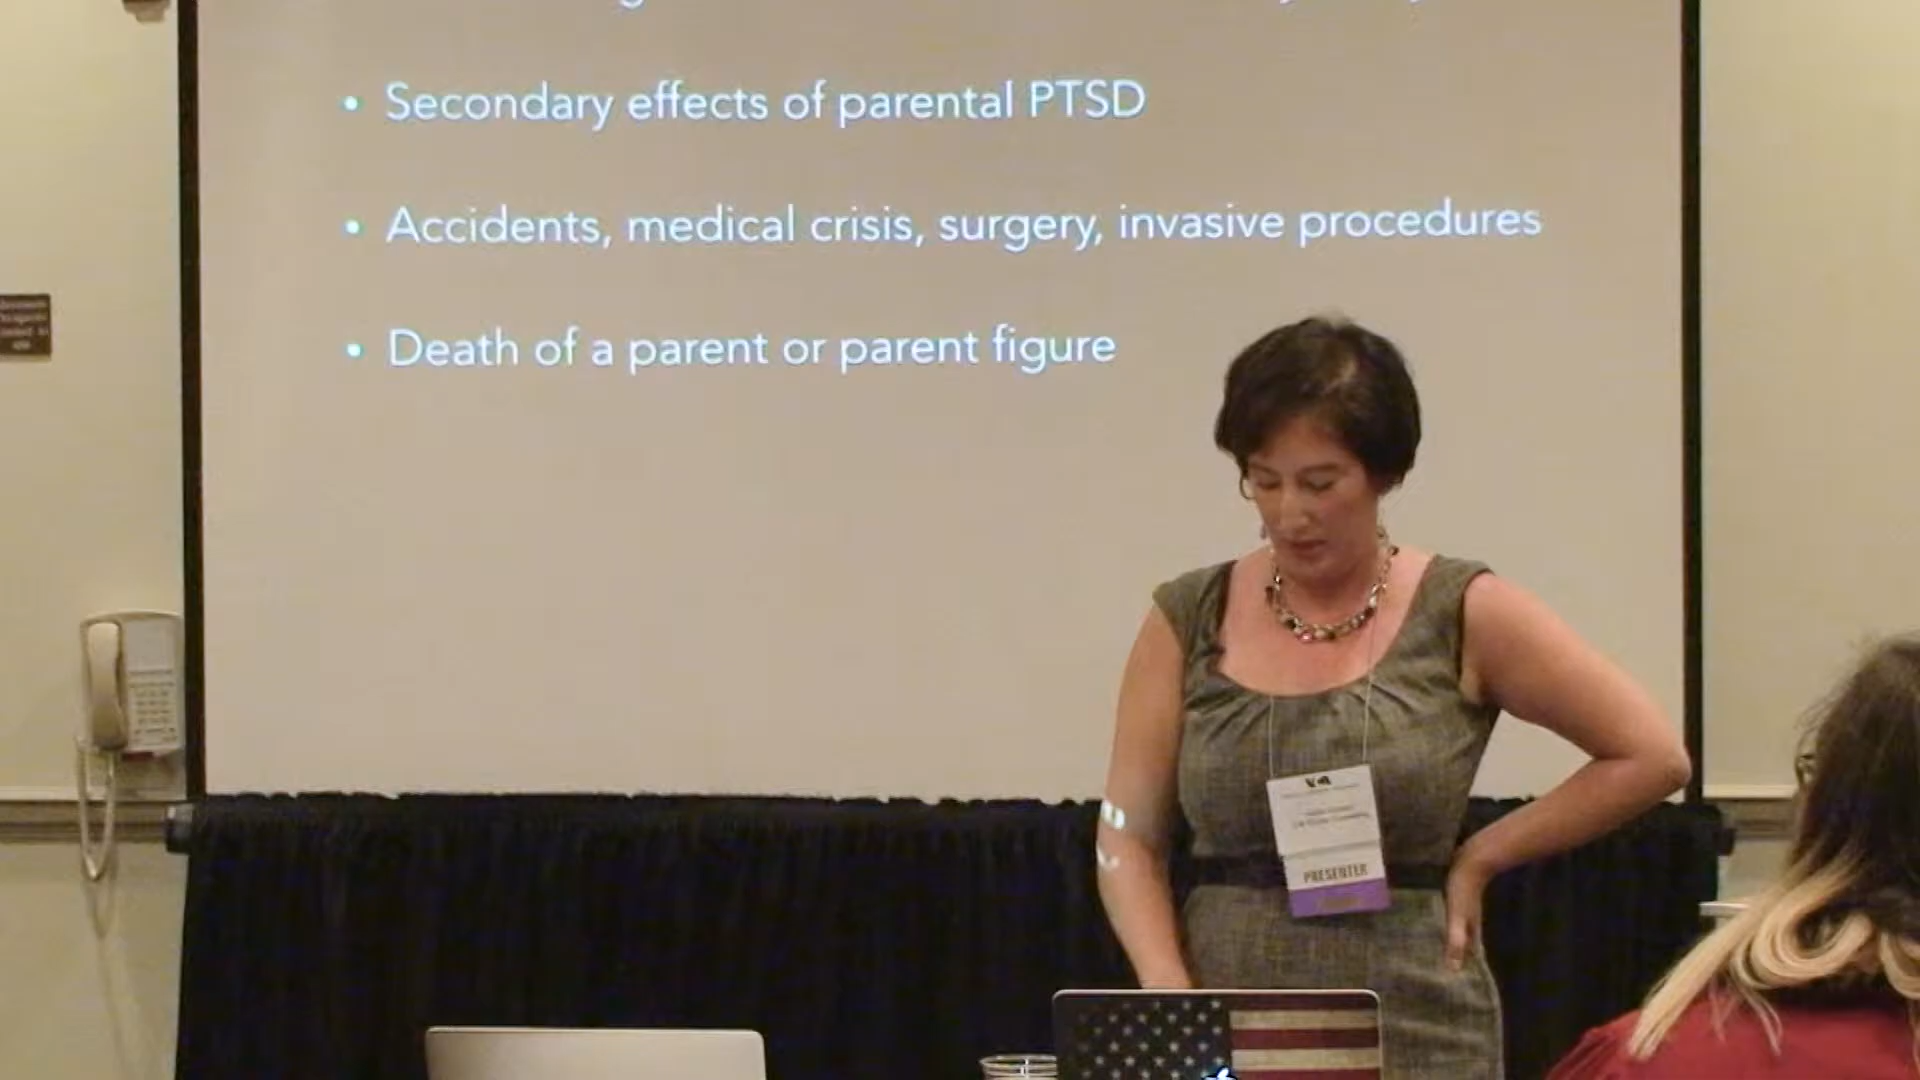 • Secondary effects of parental PTSD
• Accidents, medical crisis, surgery, invasive procedures
• Death of a parent or parent figure
PRESENTER